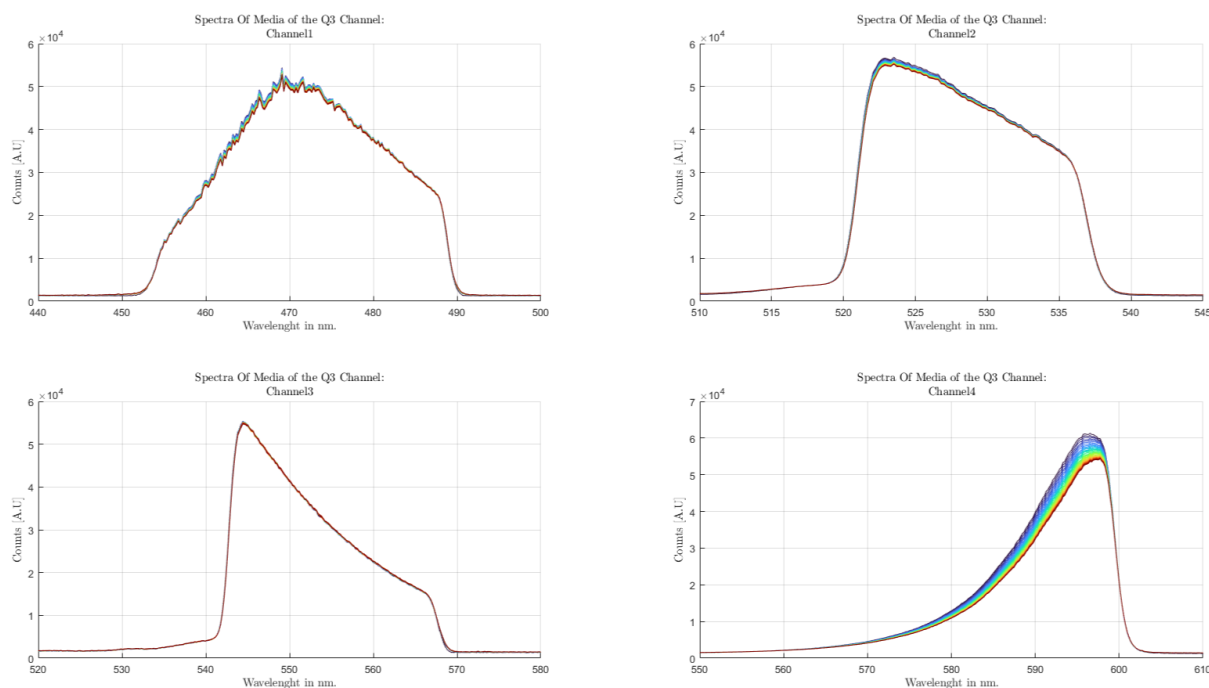 Spectra Of Media of the Q3 Channel:
Channel1
×10⁴
6
5
4
3
2
1
0
Counts [A.U]
440 450 460 470 480 490 500
Wavelenght in nm.
Spectra Of Media of the Q3 Channel:
Channel2
×10⁴
6
5
4
3
2
1
0
Counts [A.U]
510 515 520 525 530 535 540 545
Wavelenght in nm.
Spectra Of Media of the Q3 Channel:
Channel3
×10⁴
6
5
4
3
2
1
0
Counts [A.U]
520 530 540 550 560 570 580
Wavelenght in nm.
Spectra Of Media of the Q3 Channel:
Channel4
×10⁴
7
6
5
4
3
2
1
0
Counts [A.U]
550 560 570 580 590 600 610
Wavelenght in nm.